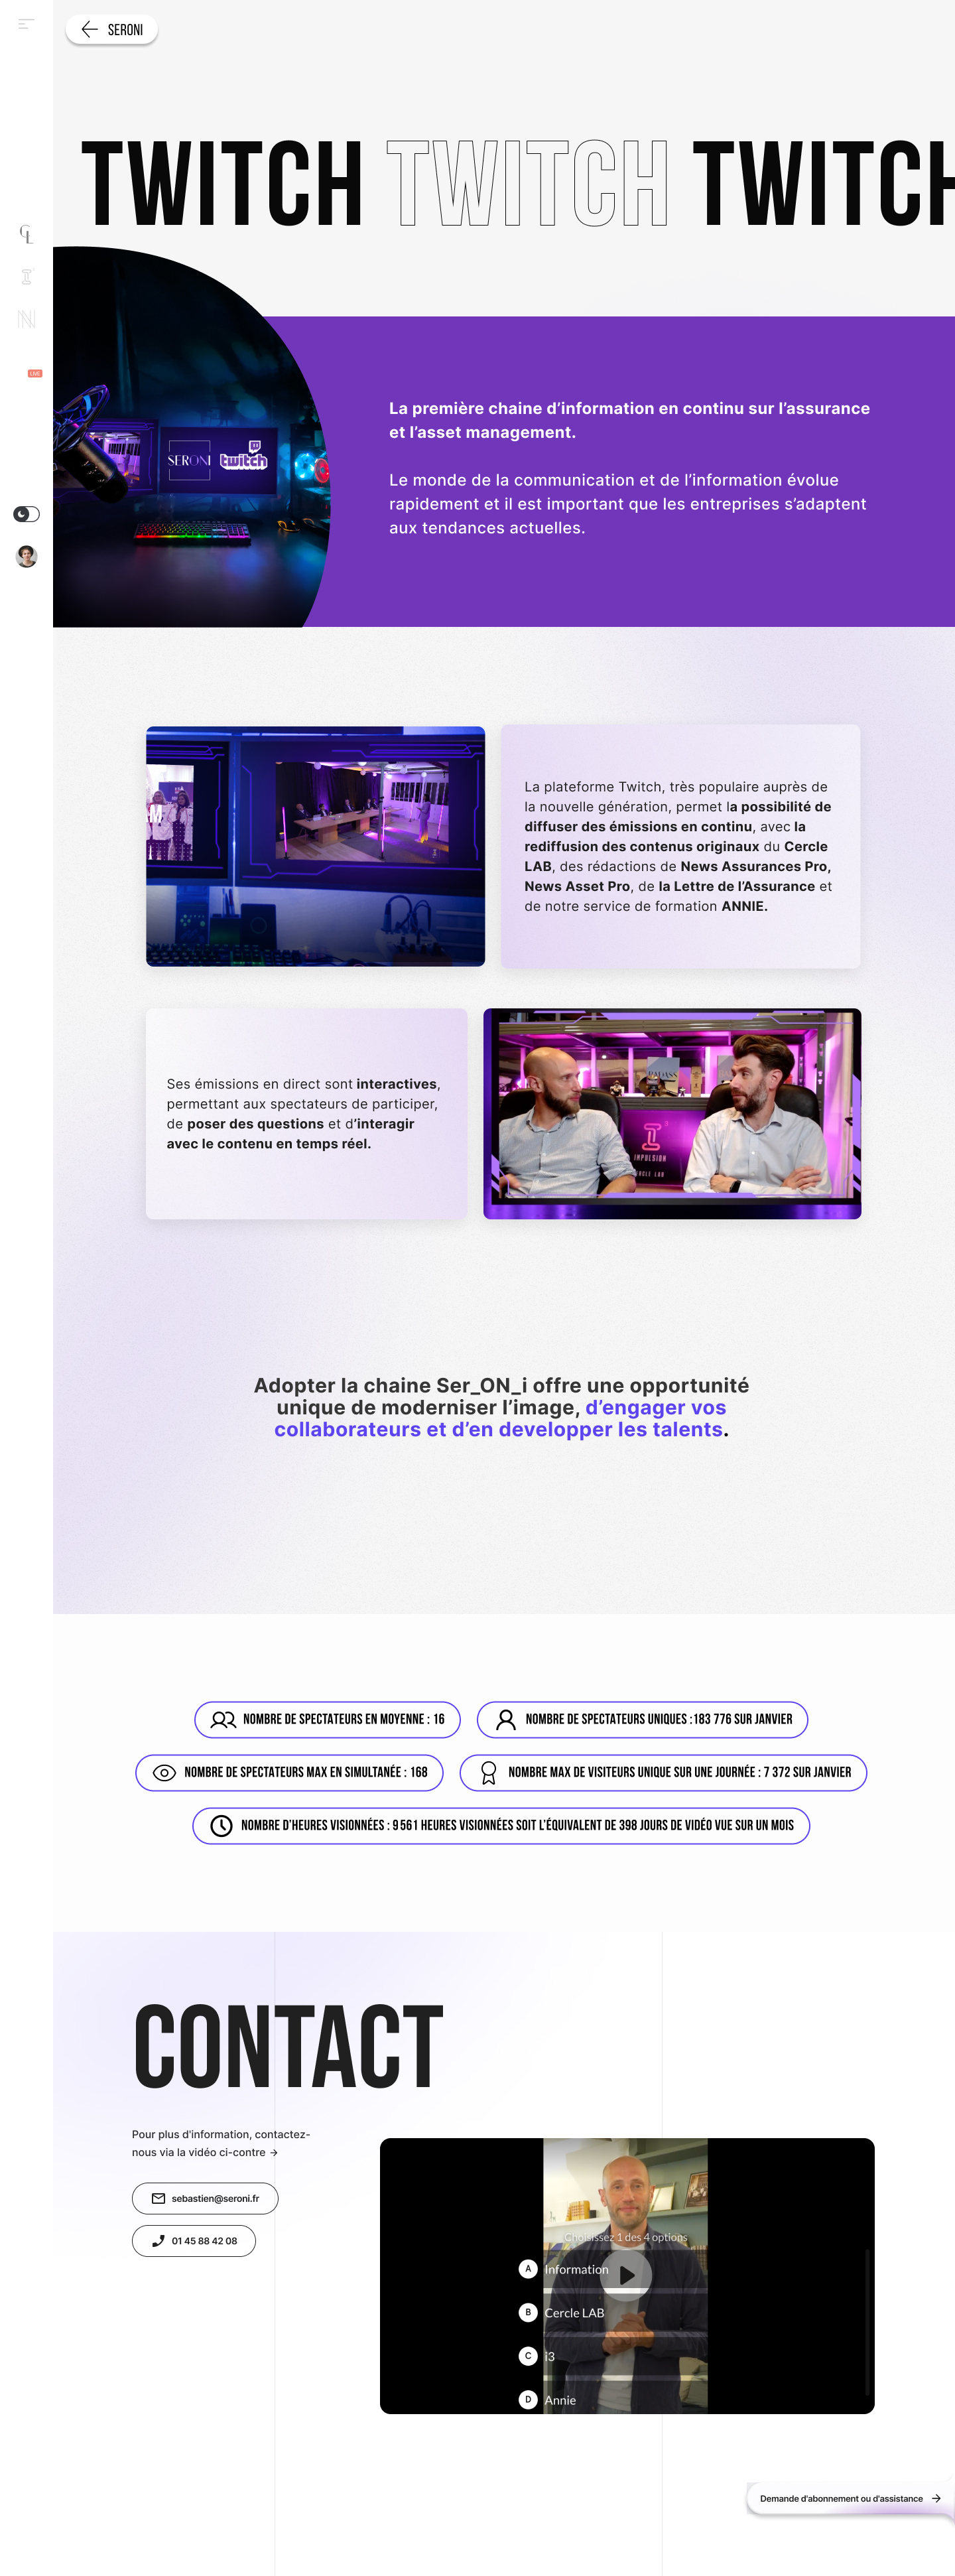 SERONI
TWITCH TWITCH TWITCH
CL
LIVE
SERONI
twitch
La première chaine d’information en continu sur l’assurance
et l’asset management.
Le monde de la communication et de l’information évolue
rapidement et il est important que les entreprises s’adaptent
aux tendances actuelles.
La plateforme Twitch, très populaire auprès de
la nouvelle génération, permet la possibilité de
diffuser des émissions en continu, avec la
rediffusion des contenus originaux du Cercle
LAB, des rédactions de News Assurances Pro,
News Asset Pro, de la Lettre de l’Assurance et
de notre service de formation ANNIE.
Ses émissions en direct sont interactives,
permettant aux spectateurs de participer,
de poser des questions et d’interagir
avec le contenu en temps réel.
IMPULSION
Adopter la chaine Ser_ON_i offre une opportunité
unique de moderniser l’image, d’engager vos
collaborateurs et d’en developper les talents.
NOMBRE DE SPECTATEURS EN MOYENNE : 16
NOMBRE DE SPECTATEURS UNIQUES :183 776 SUR JANVIER
NOMBRE DE SPECTATEURS MAX EN SIMULTANÉE : 168
NOMBRE MAX DE VISITEURS UNIQUE SUR UNE JOURNÉE : 7 372 SUR JANVIER
NOMBRE D’HEURES VISIONNÉES : 9 561 HEURES VISIONNÉES SOIT L’ÉQUIVALENT DE 398 JOURS DE VIDÉO VUE SUR UN MOIS
CONTACT
Pour plus d'information, contactez-
nous via la vidéo ci-contre →
sebastien@seroni.fr
01 45 88 42 08
Choisissez 1 des 4 options
A Information
B Cercle LAB
C i3
D Annie
Demande d'abonnement ou d'assistance →